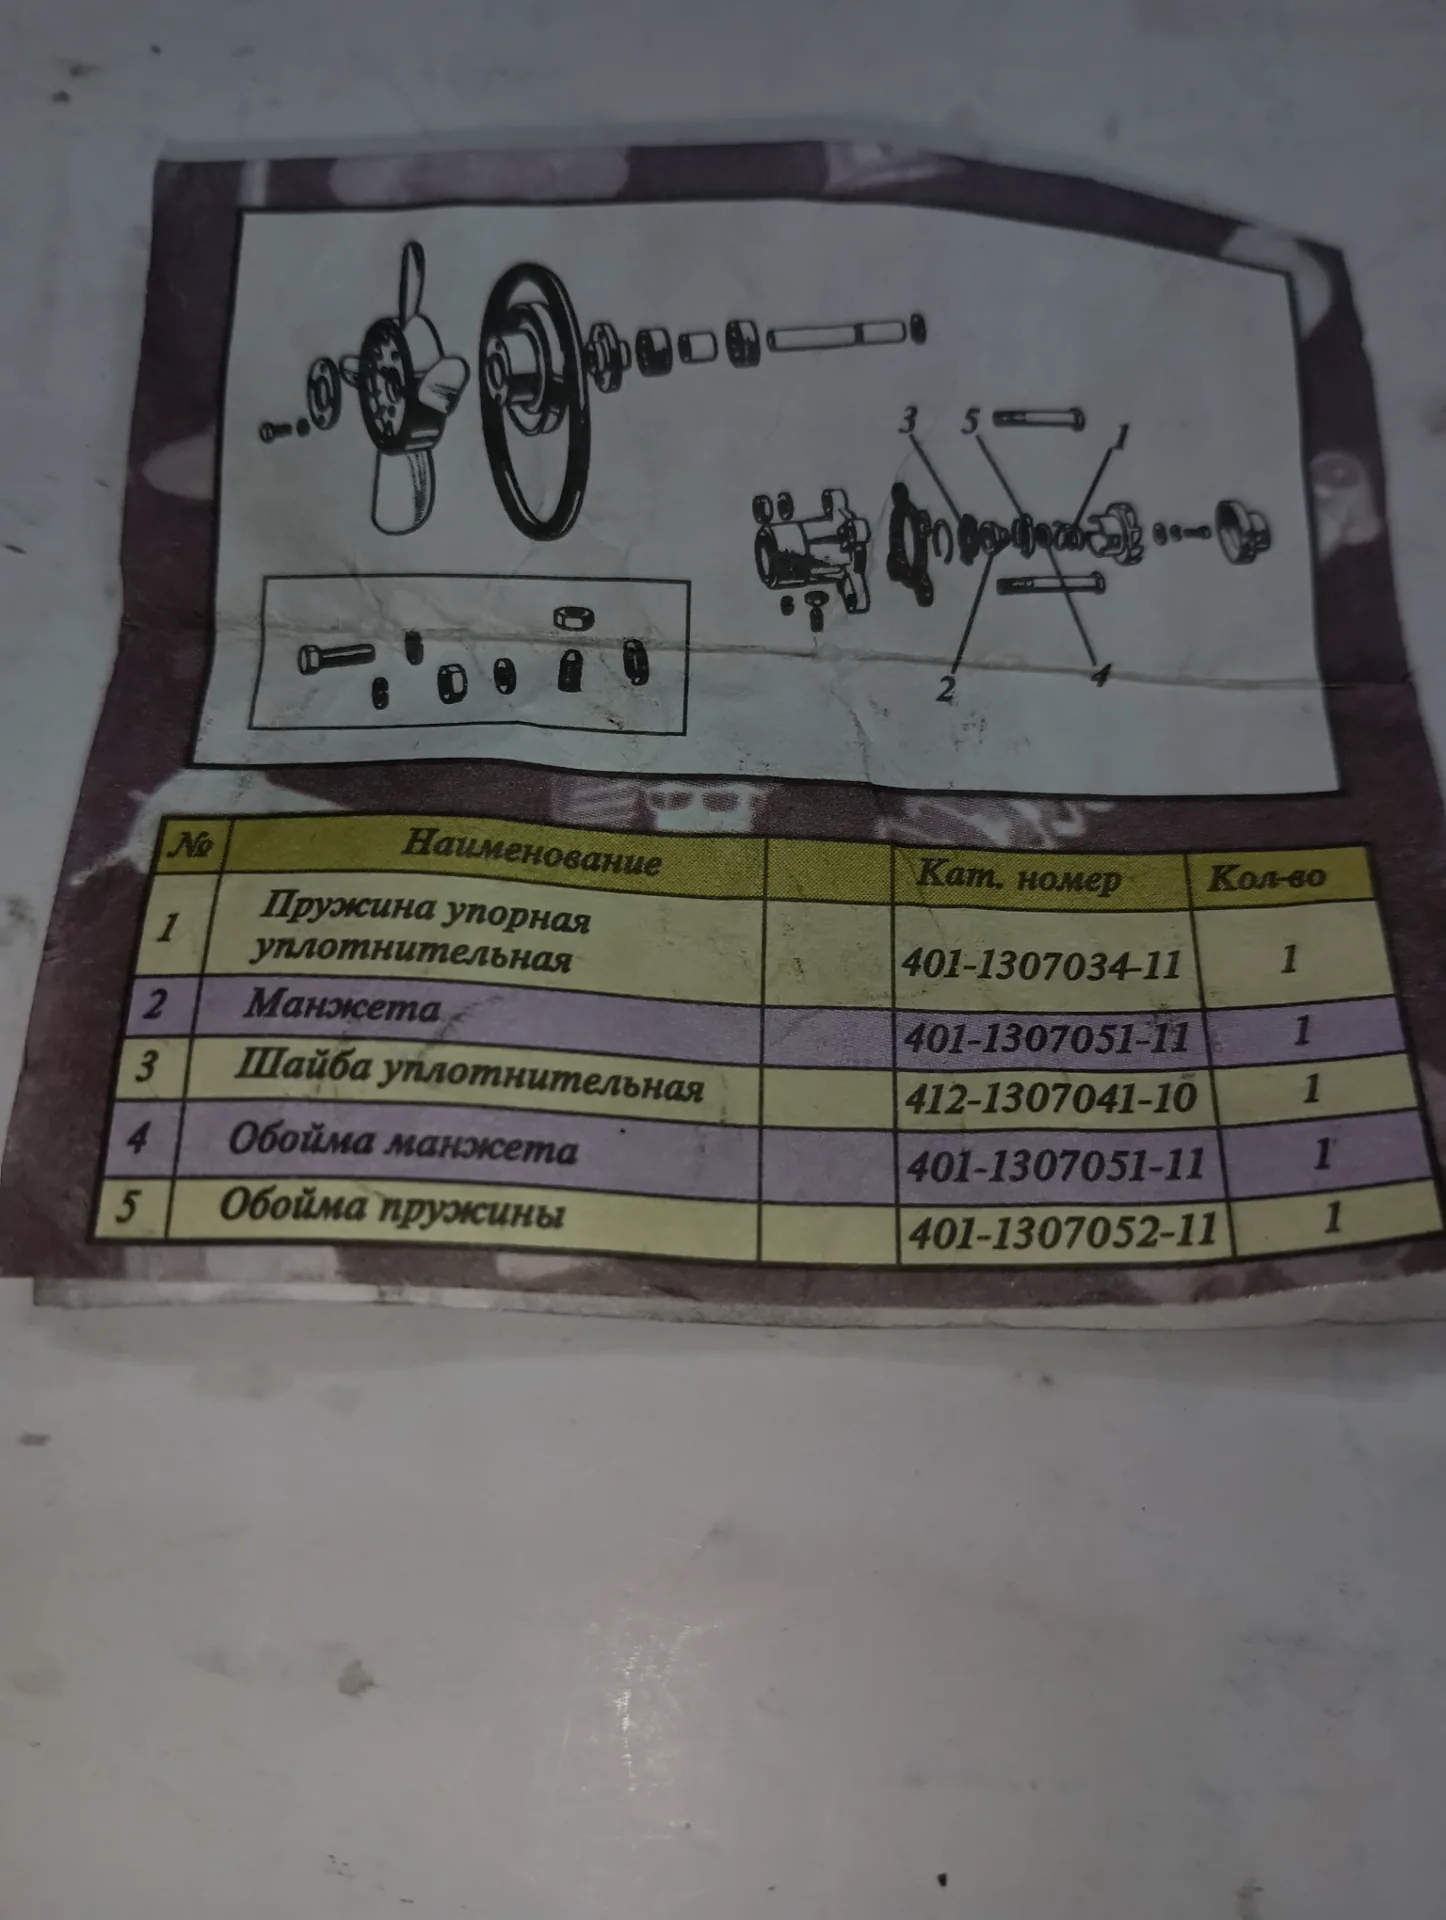 3 5 1
2 4
№ Наименование Кат. номер Кол-во
1 Пружина упорная
уплотнительная 401-1307034-11 1
2 Манжета 401-1307051-11 1
3 Шайба уплотнительная 412-1307041-10 1
4 Обойма манжета 401-1307051-11 1
5 Обойма пружины 401-1307052-11 1